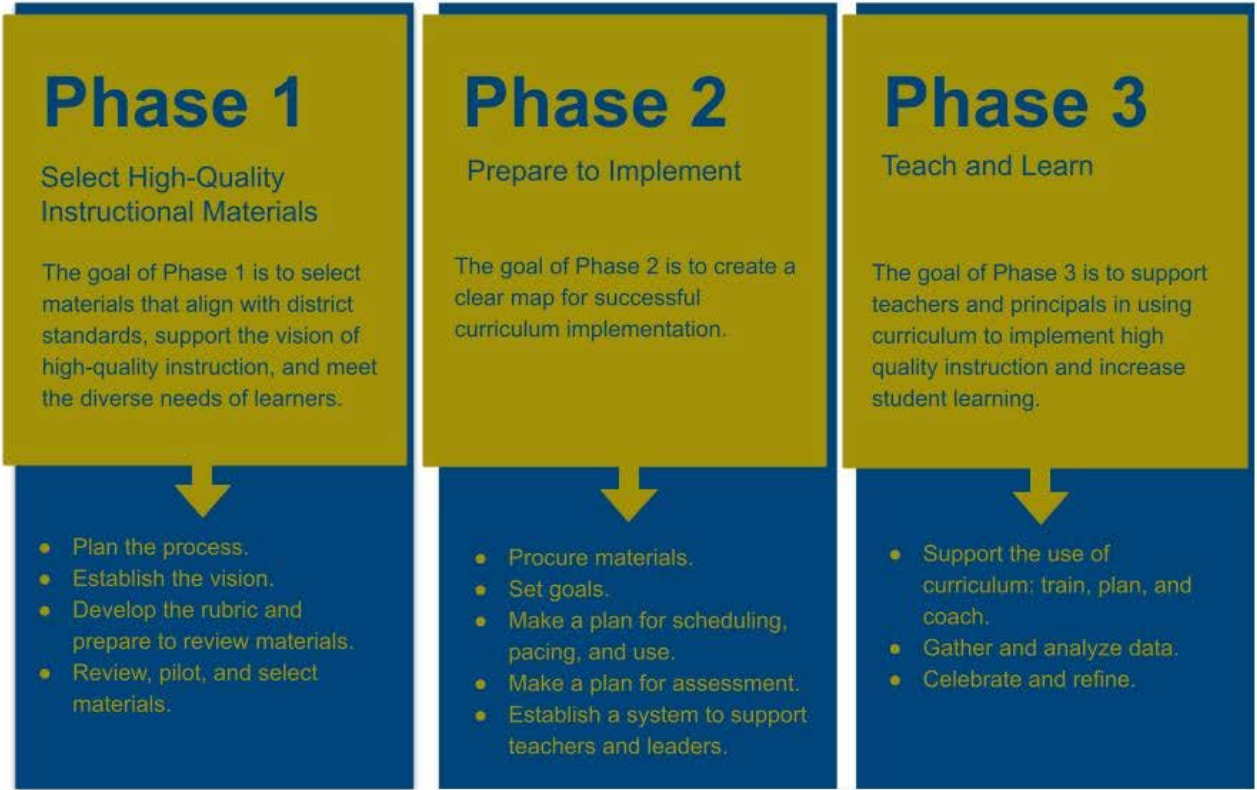 Phase 1
Select High-Quality
Instructional Materials
The goal of Phase 1 is to select
materials that align with district
standards, support the vision of
high-quality instruction, and meet
the diverse needs of learners.
● Plan the process.
● Establish the vision.
● Develop the rubric and
prepare to review materials.
● Review, pilot, and select
materials.
Phase 2
Prepare to Implement
The goal of Phase 2 is to create a
clear map for successful
curriculum implementation.
● Procure materials.
● Set goals.
● Make a plan for scheduling,
pacing, and use.
● Make a plan for assessment.
● Establish a system to support
teachers and leaders.
Phase 3
Teach and Learn
The goal of Phase 3 is to support
teachers and principals in using
curriculum to implement high
quality instruction and increase
student learning.
● Support the use of
curriculum: train, plan, and
coach.
● Gather and analyze data.
● Celebrate and refine.